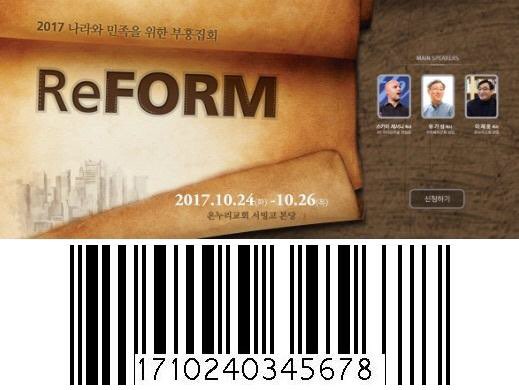 2017 나라와 민족을 위한 부흥집회
ReFORM
MAIN SPEAKERS
2017.10.24(화) -10.26(목)
온누리교회 서빙고 본당
신청하기
1710240345678